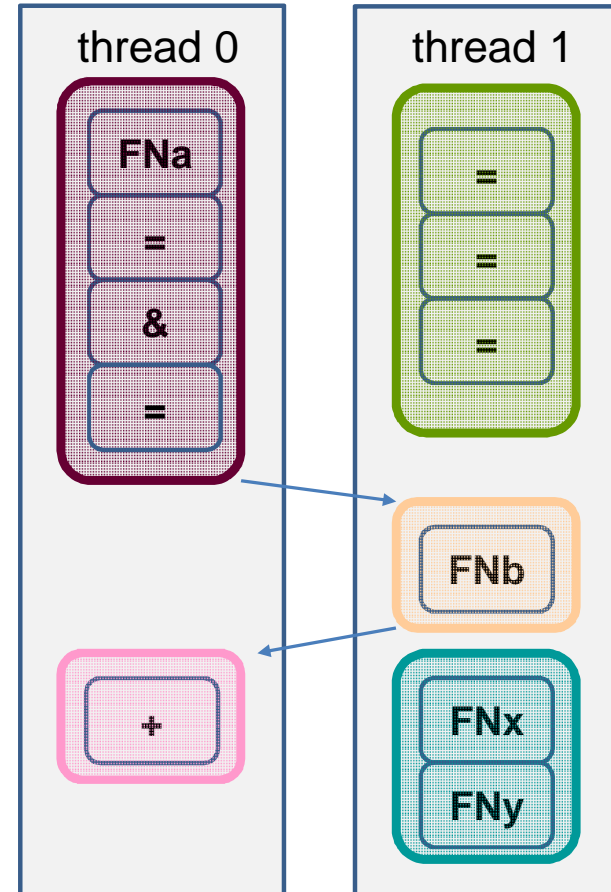 thread 0
FNa
=
&
=
+
thread 1
=
=
=
FNb
FNx
FNy